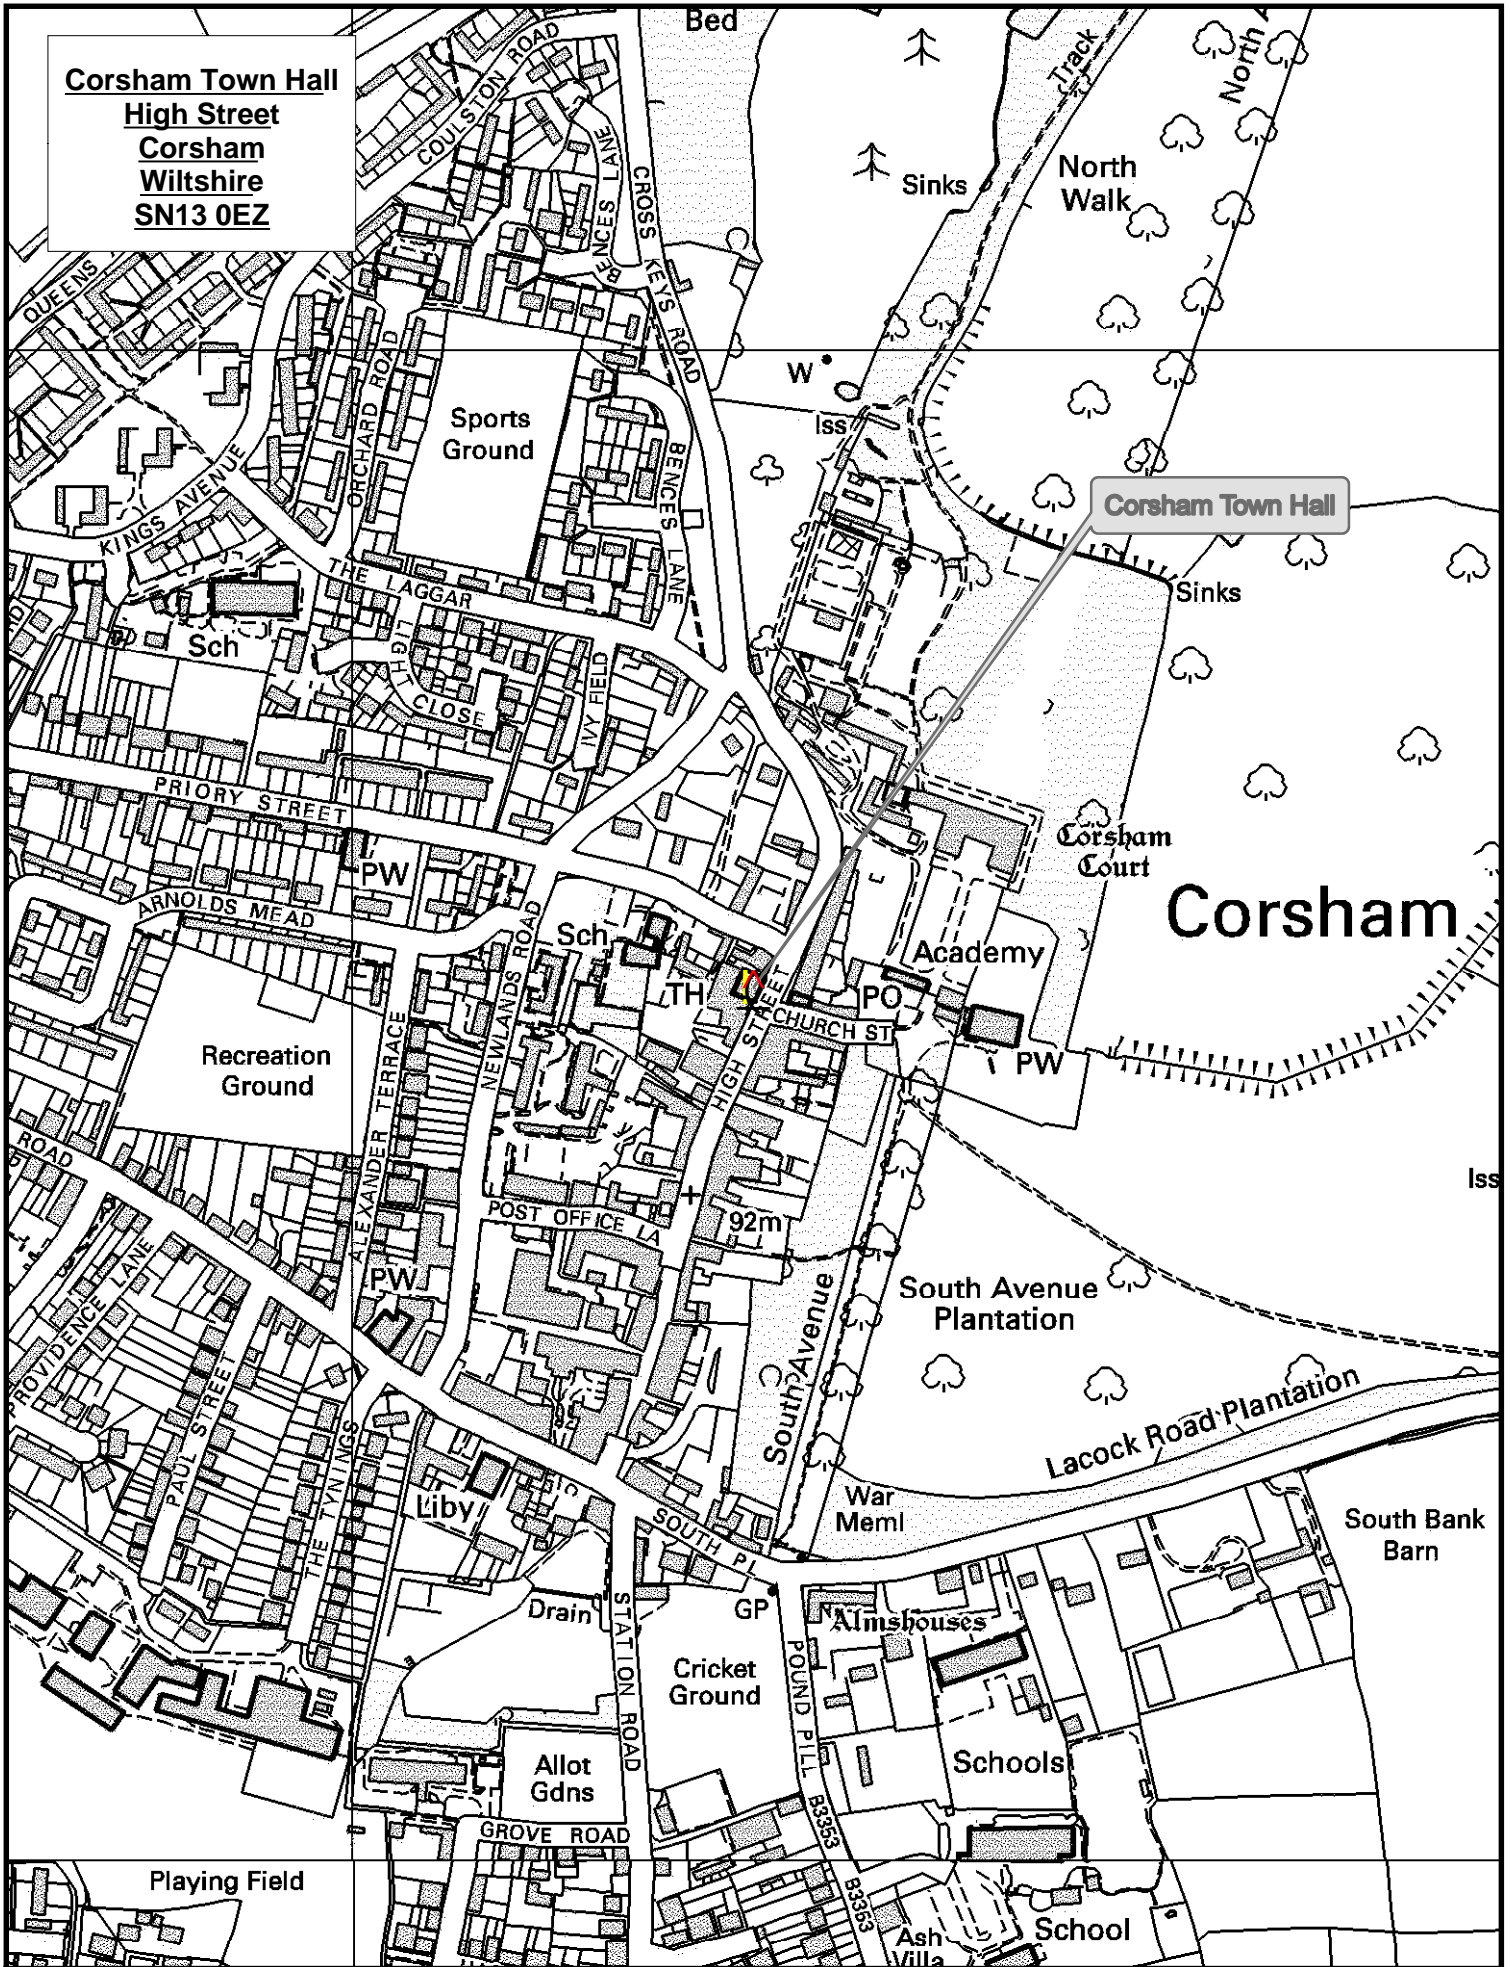 Corsham Town Hall
High Street
Corsham
Wiltshire
SN13 0EZ
Bed
COULSTON ROAD
BENCES LANE
CROSS KEYS ROAD
Track
North
North
Walk
Sinks
QUEENS
ORCHARD ROAD
Sports
Ground
W
Iss
KINGS AVENUE
BENCES LANE
Corsham Town Hall
THE LAGGAR
Sinks
Sch
LIGH
CLOSE
IVY FIELD
PRIORY STREET
PW
Corsham
Court
Corsham
ARNOLDS MEAD
Sch
NEWLANDS ROAD
Academy
TH
PO
HIGH STREET
CHURCH ST
PW
Recreation
Ground
ALEXANDER TERRACE
ROAD
Iss
POST OFFICE LA
92m
PROVIDENCE LANE
PW
South Avenue
South Avenue
Plantation
PAUL STREET
THE TYNINGS
Lacock Road Plantation
Liby
War
Meml
SOUTH PL
South Bank
Barn
Drain
STATION ROAD
GP
Almshouses
Cricket
Ground
POUND PILL
Allot
Gdns
Schools
GROVE ROAD
B3353
Playing Field
B3353
School
Ash
Villa